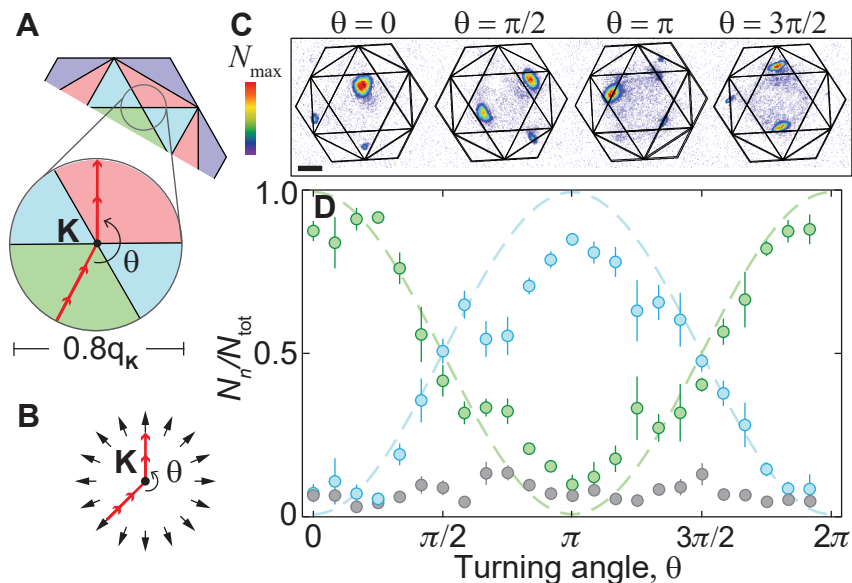 A
N_max
K
θ
0.8q_K
B
K
θ
C
θ = 0
θ = π/2
θ = π
θ = 3π/2
D
N_n/N_tot
1.0
0.5
0
0
π/2
π
3π/2
2π
Turning angle, θ